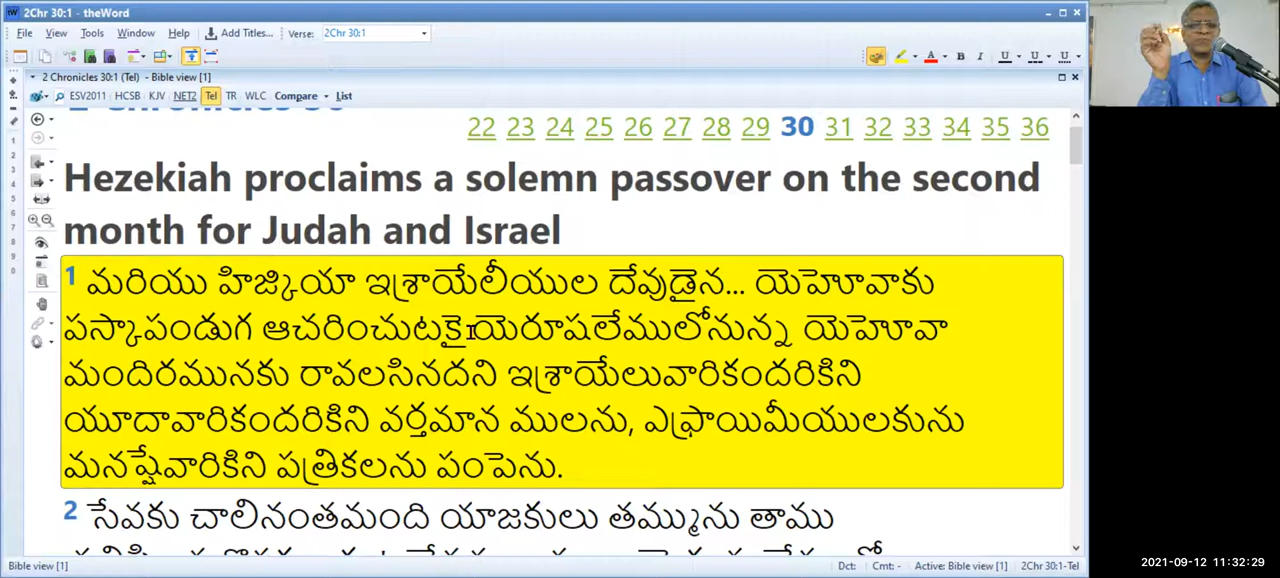 2Chr 30:1 - theWord
File View Tools Window Help Add Titles... Verse: 2Chr 30:1
B I U U U
2 Chronicles 30:1 (Tel) - Bible view [1]
ESV2011 HCSB KJV NET2 Tel TR WLC Compare List
2 Chronicles 30
22 23 24 25 26 27 28 29 30 31 32 33 34 35 36
Hezekiah proclaims a solemn passover on the second
month for Judah and Israel
1 మరియు హిజ్కియా ఇశ్రాయేలీయుల దేవుడైన... యెహోవాకు
పస్కాపండుగ ఆచరించుటకై యెరూషలేములోనున్న యెహోవా
మందిరమునకు రావలసినదని ఇశ్రాయేలువారికందరికిని
యూదావారికందరికిని వర్తమాన ములను, ఎఫ్రాయిమీయులకును
మనష్షేవారికిని పత్రికలను పంపెను.
2 సేవకు చాలినంతమంది యాజకులు తమ్మును తాము
Bible view [1] Dct: Cmt: - Active: Bible view [1] 2Chr 30:1-Tel
2021-09-12 11:32:29